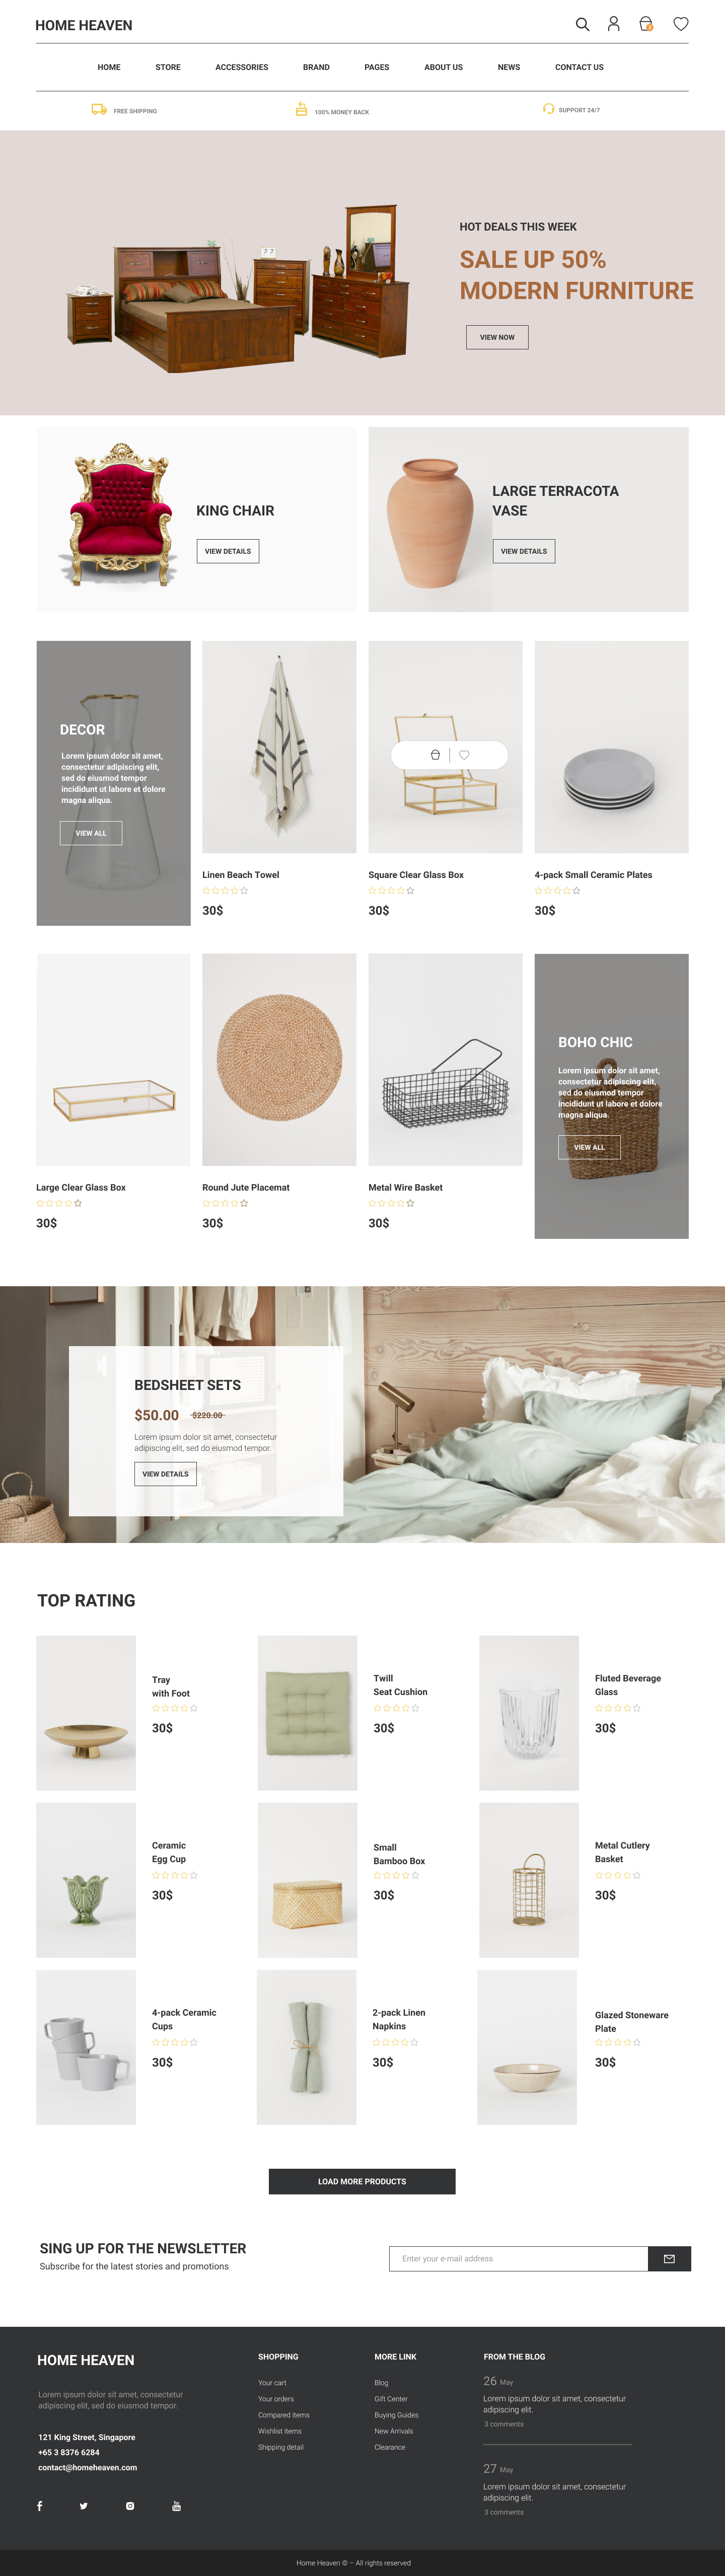 HOME HEAVEN
HOME STORE ACCESSORIES BRAND PAGES ABOUT US NEWS CONTACT US
FREE SHIPPING 100% MONEY BACK SUPPORT 24/7
HOT DEALS THIS WEEK
SALE UP 50%
MODERN FURNITURE
VIEW NOW
KING CHAIR
VIEW DETAILS
LARGE TERRACOTA
VASE
VIEW DETAILS
DECOR
Lorem ipsum dolor sit amet,
consectetur adipiscing elit,
sed do eiusmod tempor
incididunt ut labore et dolore
magna aliqua.
VIEW ALL
Linen Beach Towel
30$
Square Clear Glass Box
30$
4-pack Small Ceramic Plates
30$
Large Clear Glass Box
30$
Round Jute Placemat
30$
Metal Wire Basket
30$
BOHO CHIC
Lorem ipsum dolor sit amet,
consectetur adipiscing elit,
sed do eiusmod tempor
incididunt ut labore et dolore
magna aliqua.
VIEW ALL
BEDSHEET SETS
$50.00 $220.00
Lorem ipsum dolor sit amet, consectetur
adipiscing elit, sed do eiusmod tempor.
VIEW DETAILS
TOP RATING
Tray
with Foot
30$
Twill
Seat Cushion
30$
Fluted Beverage
Glass
30$
Ceramic
Egg Cup
30$
Small
Bamboo Box
30$
Metal Cutlery
Basket
30$
4-pack Ceramic
Cups
30$
2-pack Linen
Napkins
30$
Glazed Stoneware
Plate
30$
LOAD MORE PRODUCTS
SING UP FOR THE NEWSLETTER
Subscribe for the latest stories and promotions
Enter your e-mail address
HOME HEAVEN
Lorem ipsum dolor sit amet, consectetur
adipiscing elit, sed do eiusmod tempor.
121 King Street, Singapore
+65 3 8376 6284
contact@homeheaven.com
SHOPPING
Your cart
Your orders
Compared items
Wishlist items
Shipping detail
MORE LINK
Blog
Gift Center
Buying Guides
New Arrivals
Clearance
FROM THE BLOG
26 May
Lorem ipsum dolor sit amet, consectetur
adipiscing elit.
3 comments
27 May
Lorem ipsum dolor sit amet, consectetur
adipiscing elit.
3 comments
Home Heaven © – All rights reserved